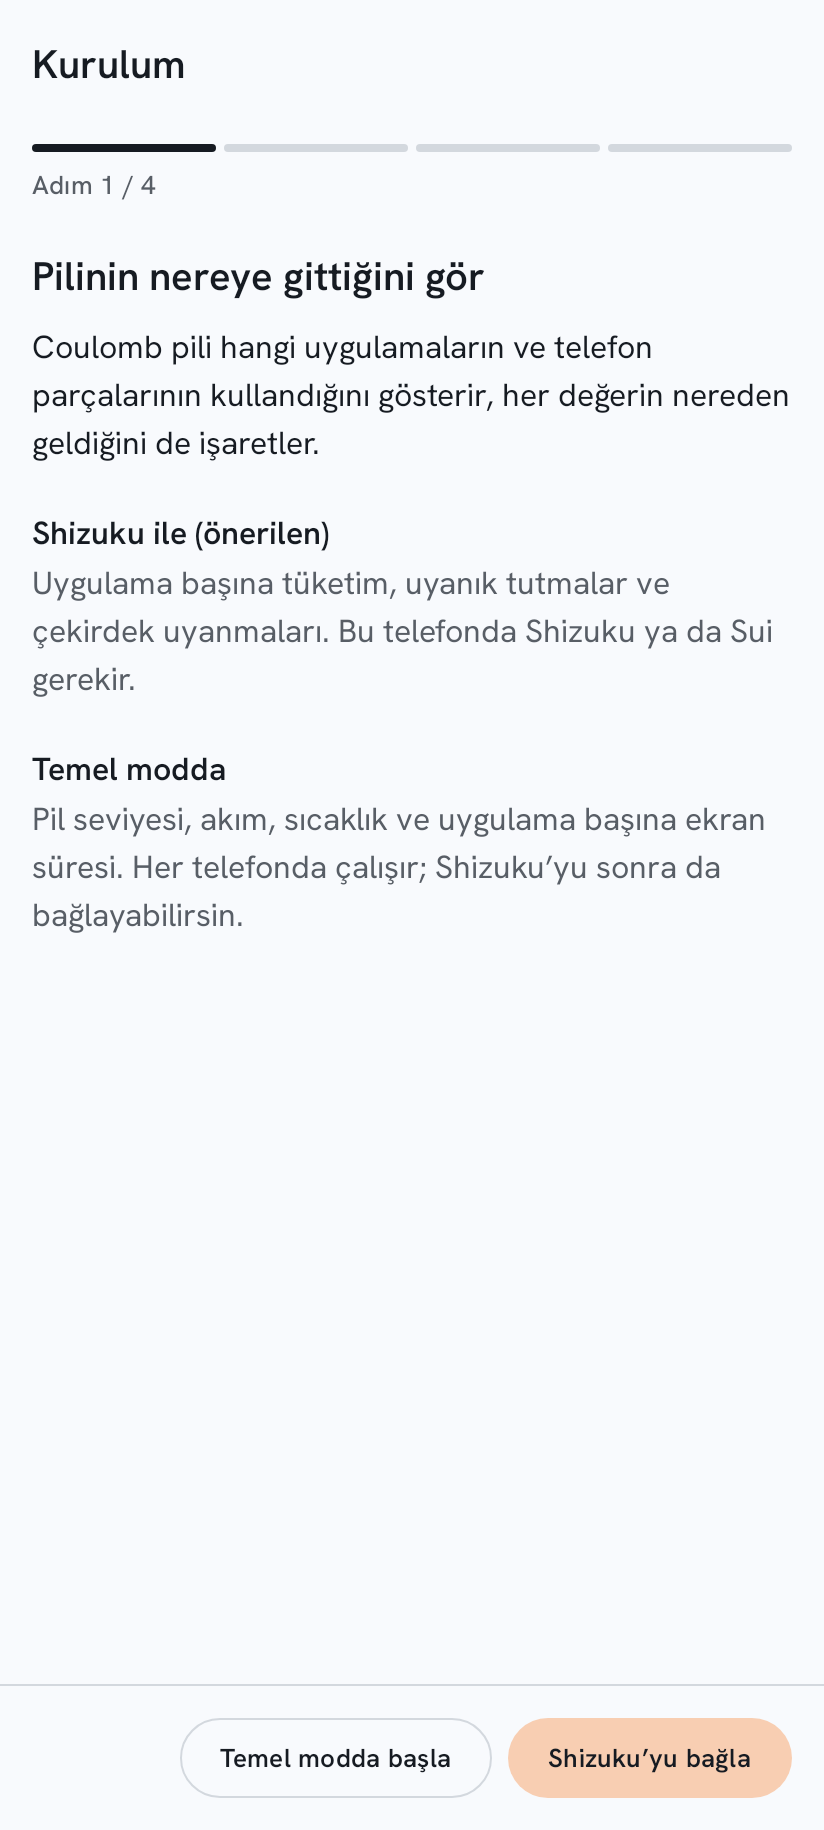 Kurulum
Adım 1 / 4
Pilinin nereye gittiğini gör
Coulomb pili hangi uygulamaların ve telefon
parçalarının kullandığını gösterir, her değerin nereden
geldiğini de işaretler.
Shizuku ile (önerilen)
Uygulama başına tüketim, uyanık tutmalar ve
çekirdek uyanmaları. Bu telefonda Shizuku ya da Sui
gerekir.
Temel modda
Pil seviyesi, akım, sıcaklık ve uygulama başına ekran
süresi. Her telefonda çalışır; Shizuku’yu sonra da
bağlayabilirsin.
Temel modda başla
Shizuku’yu bağla